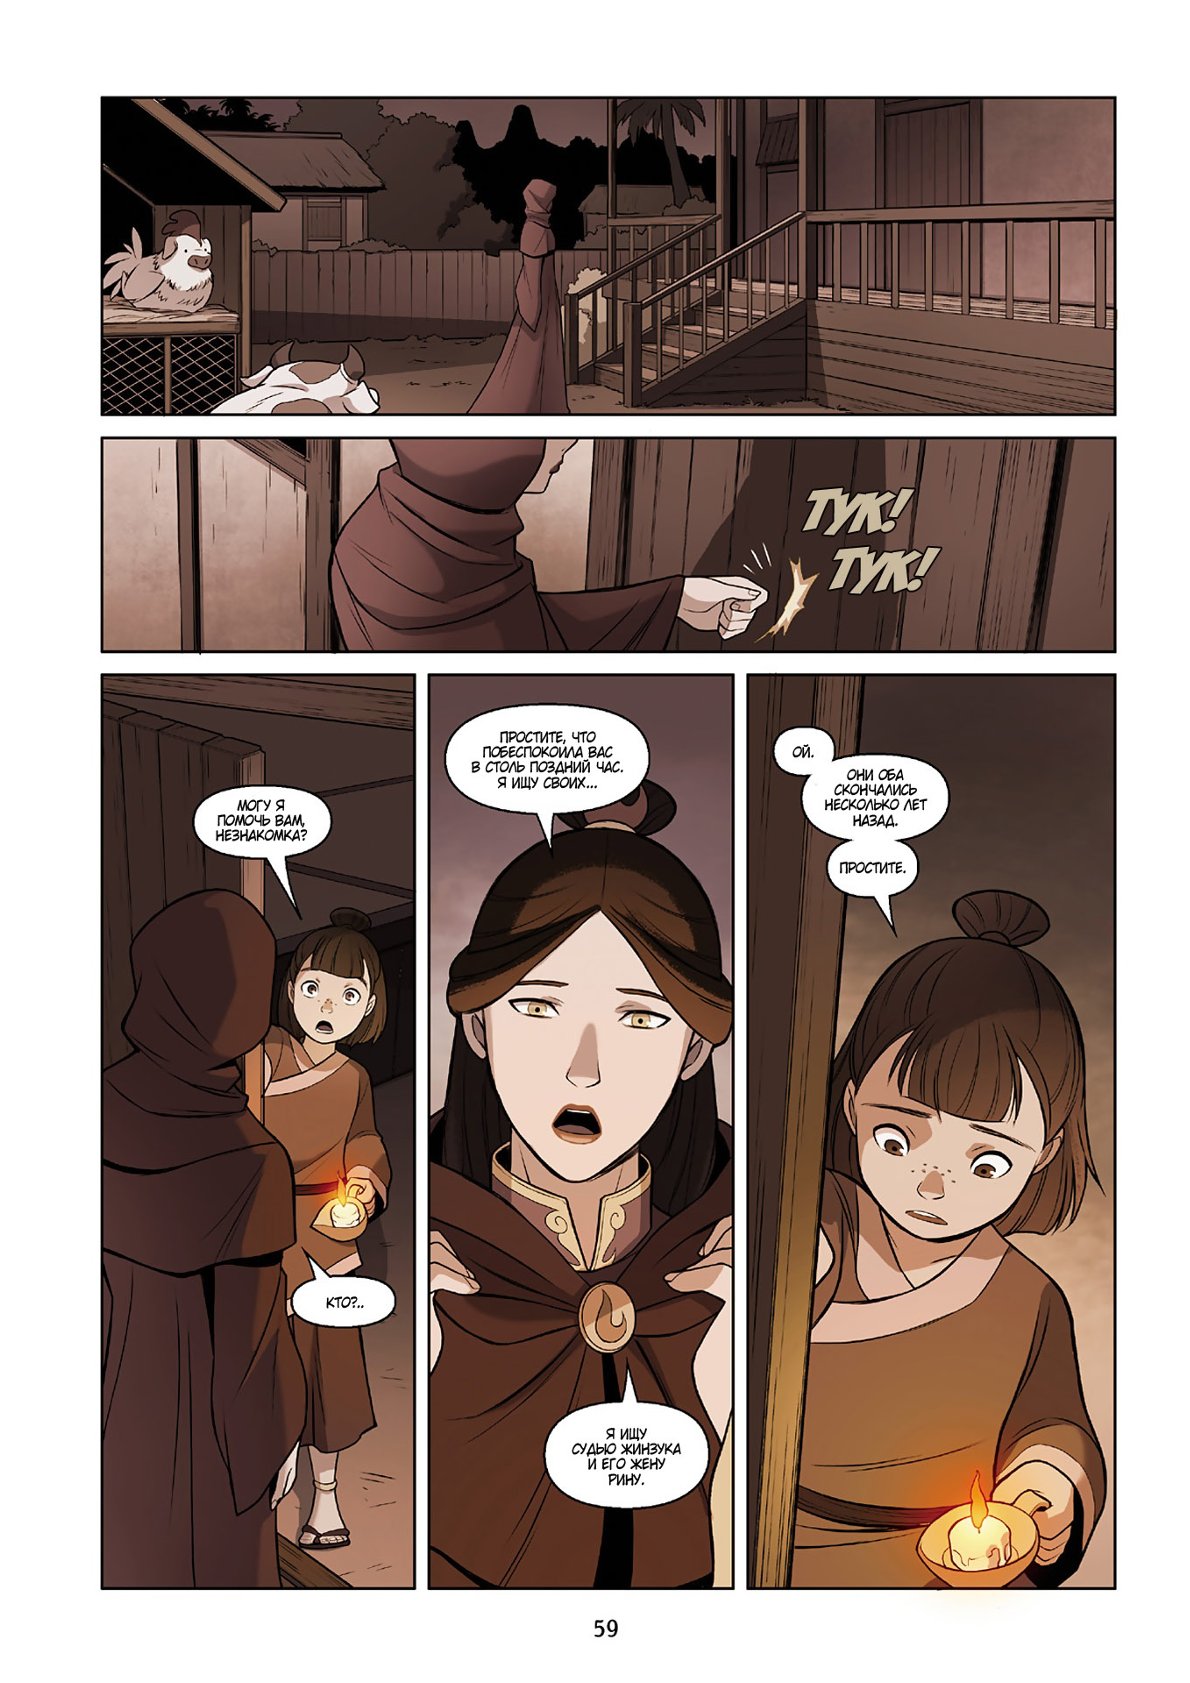 ТУК!
ТУК!
МОГУ Я
ПОМОЧЬ ВАМ,
НЕЗНАКОМКА?
КТО?..
ПРОСТИТЕ, ЧТО
ПОБЕСПОКОИЛА ВАС
В СТОЛЬ ПОЗДНИЙ ЧАС.
Я ИЩУ СВОИХ...
Я ИЩУ
СУДЬЮ ЖИНЗУКА
И ЕГО ЖЕНУ
РИНУ.
ОЙ.
ОНИ ОБА
СКОНЧАЛИСЬ
НЕСКОЛЬКО ЛЕТ
НАЗАД.
ПРОСТИТЕ.
59